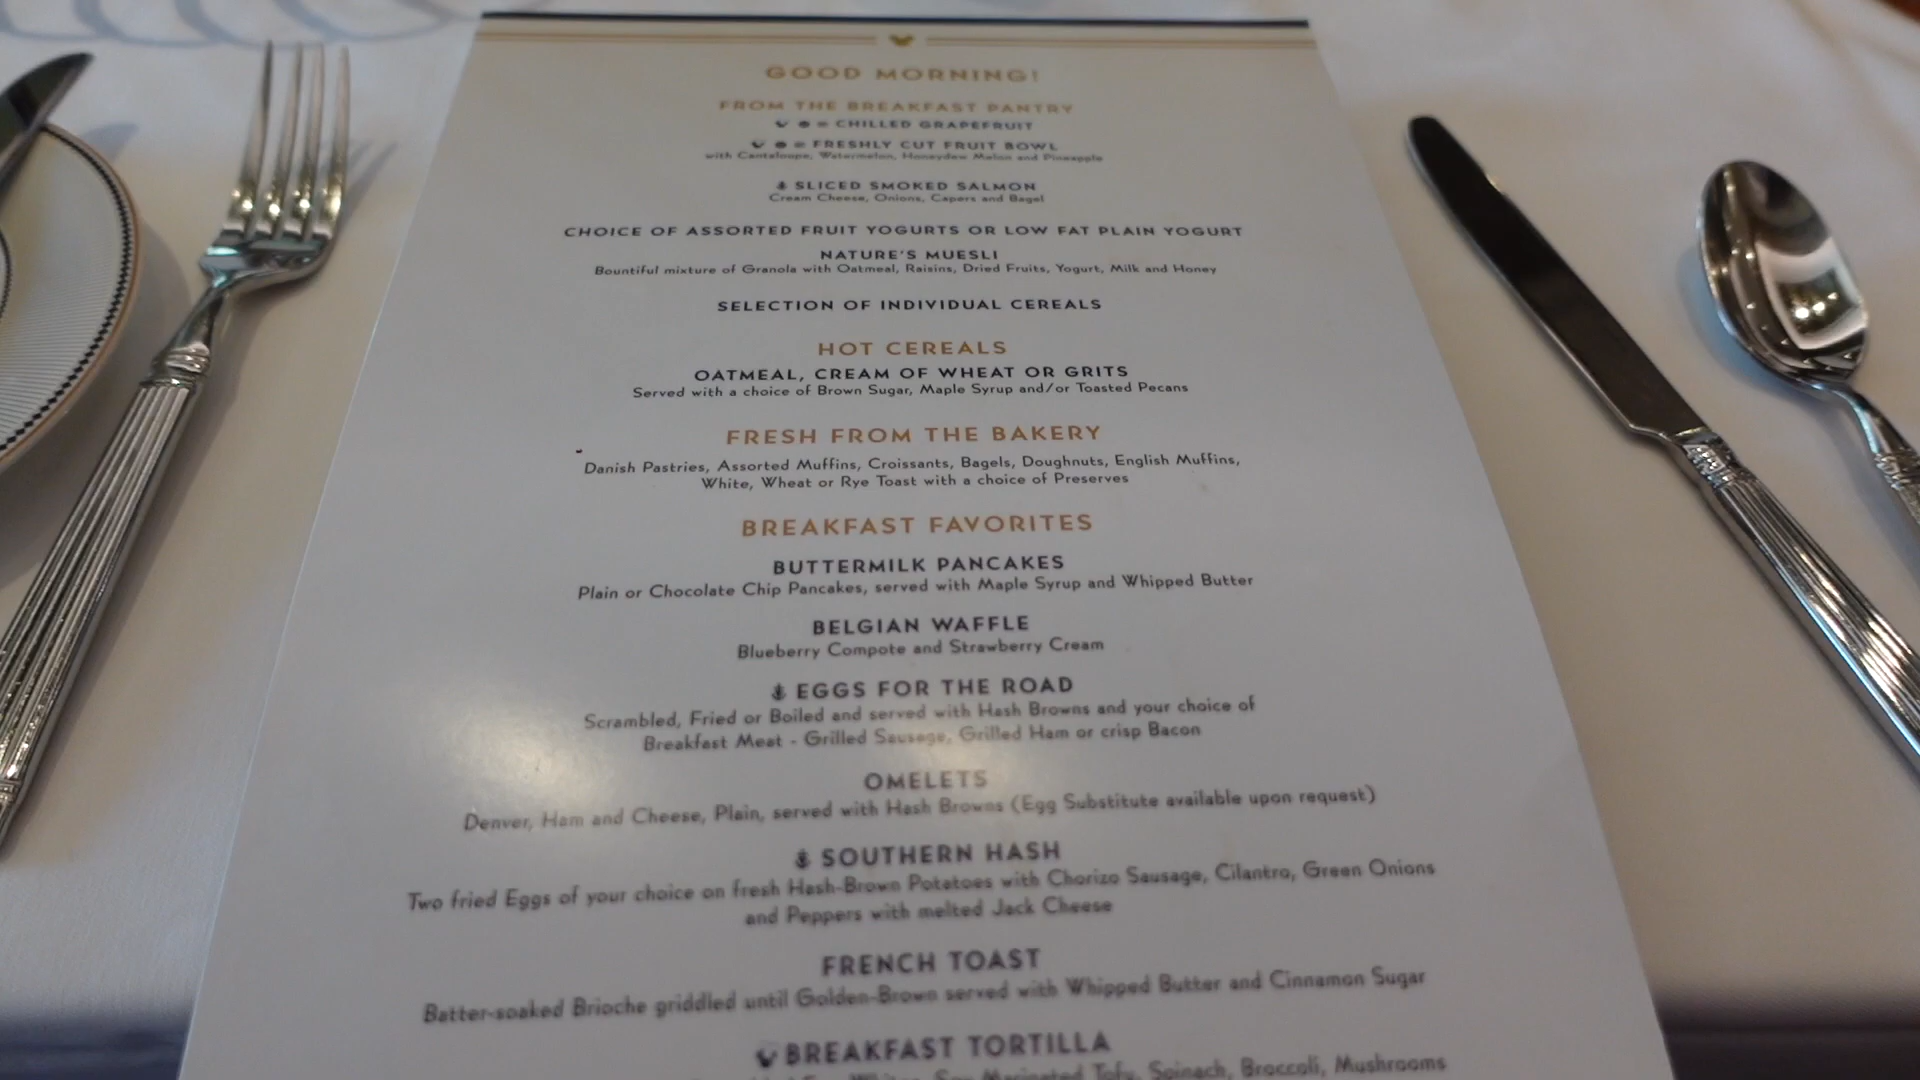 GOOD MORNING!
FROM THE BREAKFAST PANTRY
CHILLED GRAPEFRUIT
FRESHLY CUT FRUIT BOWL
with Cantaloupe, Watermelon, Honeydew Melon and Pineapple
SLICED SMOKED SALMON
Cream Cheese, Onions, Capers and Bagel
CHOICE OF ASSORTED FRUIT YOGURTS OR LOW FAT PLAIN YOGURT
NATURE'S MUESLI
Bountiful mixture of Granola with Oatmeal, Raisins, Dried Fruits, Yogurt, Milk and Honey
SELECTION OF INDIVIDUAL CEREALS
HOT CEREALS
OATMEAL, CREAM OF WHEAT OR GRITS
Served with a choice of Brown Sugar, Maple Syrup and/or Toasted Pecans
FRESH FROM THE BAKERY
Danish Pastries, Assorted Muffins, Croissants, Bagels, Doughnuts, English Muffins,
White, Wheat or Rye Toast with a choice of Preserves
BREAKFAST FAVORITES
BUTTERMILK PANCAKES
Plain or Chocolate Chip Pancakes, served with Maple Syrup and Whipped Butter
BELGIAN WAFFLE
Blueberry Compote and Strawberry Cream
EGGS FOR THE ROAD
Scrambled, Fried or Boiled and served with Hash Browns and your choice of
Breakfast Meat - Grilled Sausage, Grilled Ham or crisp Bacon
OMELETS
Denver, Ham and Cheese, Plain, served with Hash Browns (Egg Substitute available upon request)
SOUTHERN HASH
Two fried Eggs of your choice on fresh Hash-Brown Potatoes with Chorizo Sausage, Cilantro, Green Onions
and Peppers with melted Jack Cheese
FRENCH TOAST
Batter-soaked Brioche griddled until Golden-Brown served with Whipped Butter and Cinnamon Sugar
BREAKFAST TORTILLA
Egg Whites, Soy Marinated Tofu, Spinach, Broccoli, Mushrooms